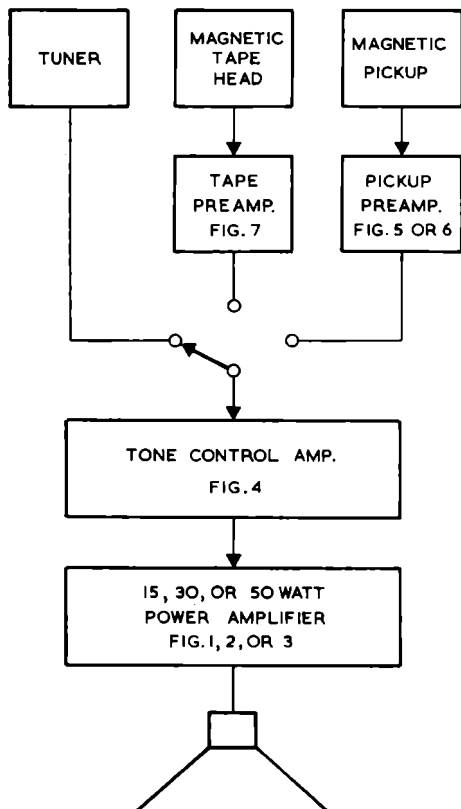 TUNER
MAGNETIC
TAPE
HEAD
MAGNETIC
PICKUP
TAPE
PREAMP.
FIG. 7
PICKUP
PREAMP.
FIG. 5 OR 6
TONE CONTROL AMP.
FIG. 4
15, 30, OR 50 WATT
POWER AMPLIFIER
FIG. 1, 2, OR 3